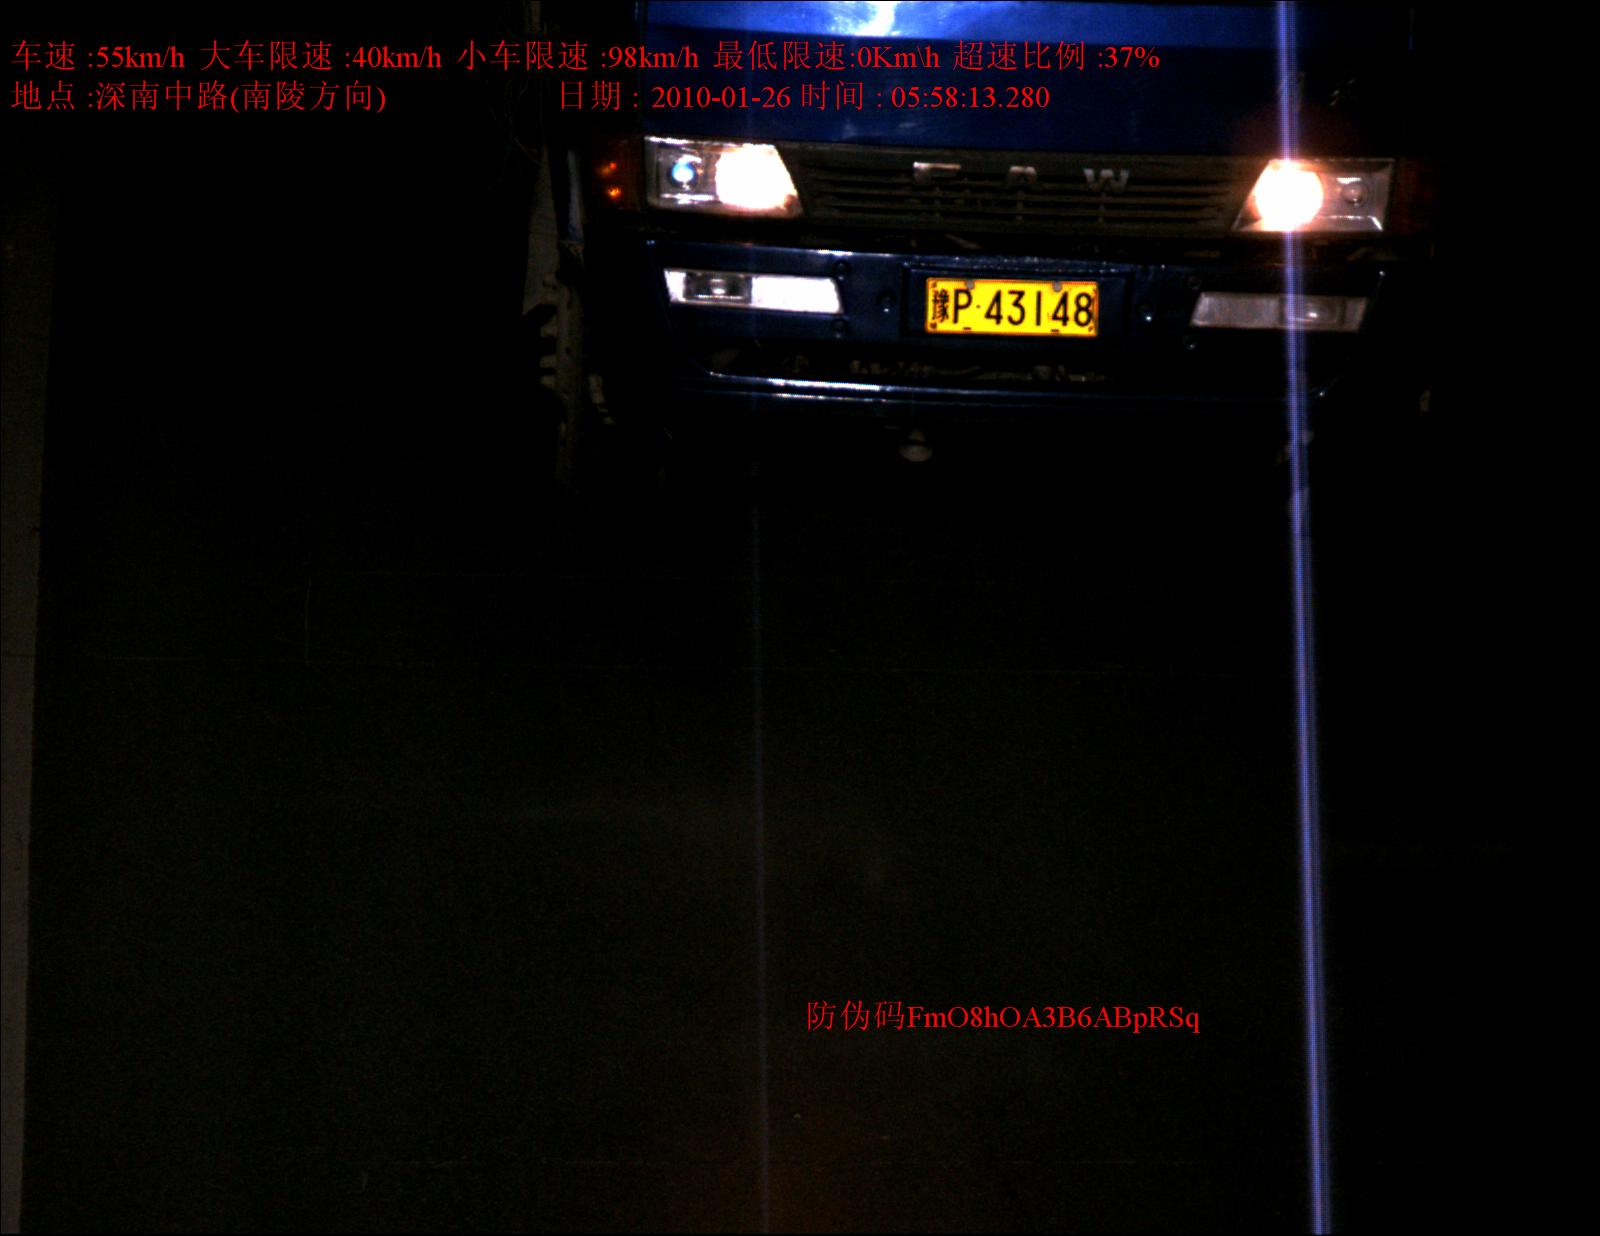 车速 :55km/h 大车限速 :40km/h 小车限速 :98km/h 最低限速:0Km\h 超速比例 :37%
地点 :深南中路(南陵方向) 日期 : 2010-01-26 时间 : 05:58:13.280
FAW
豫P·43148
防伪码FmO8hOA3B6ABpRSq